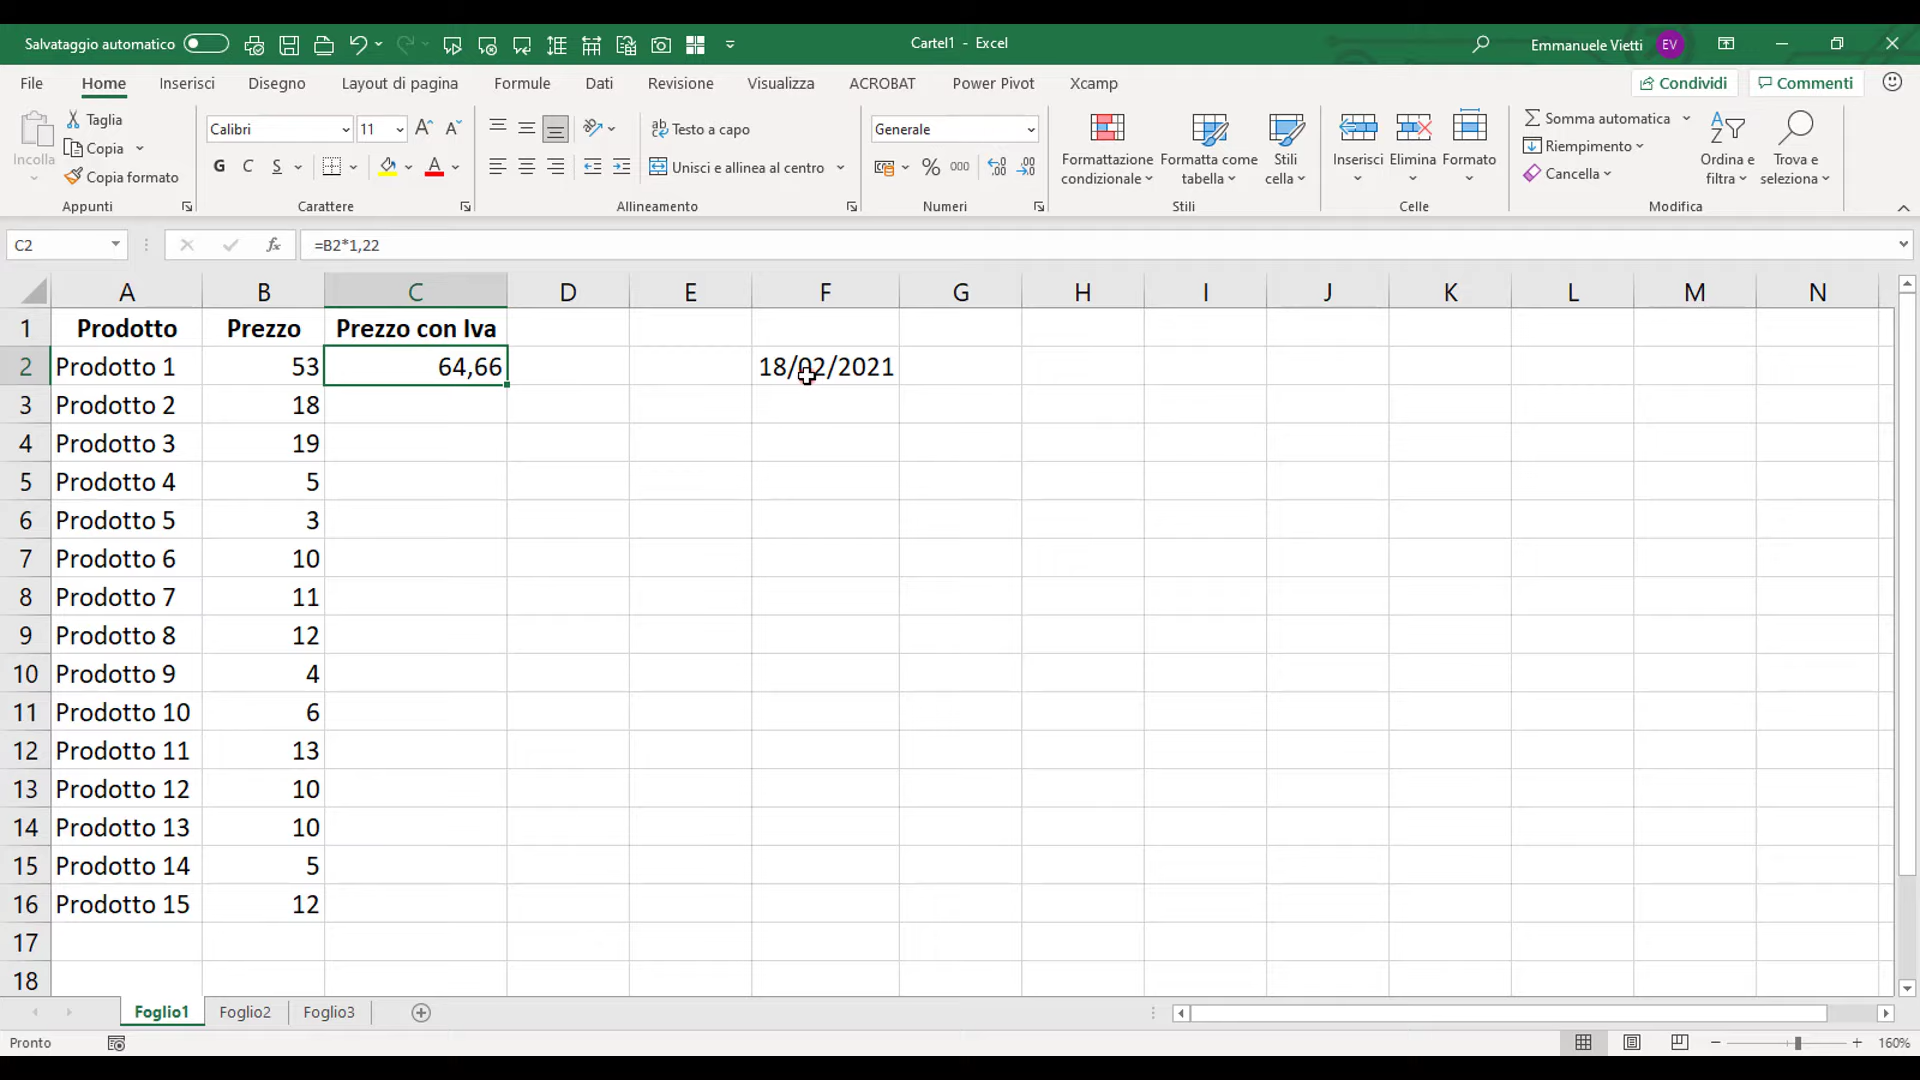 Salvataggio automatico
Cartel1 - Excel
Emmanuele Vietti EV
File Home Inserisci Disegno Layout di pagina Formule Dati Revisione Visualizza ACROBAT Power Pivot Xcamp Condividi Commenti
Incolla
Taglia
Copia
Copia formato
Appunti
Calibri 11
G C S
Carattere
Testo a capo
Unisci e allinea al centro
Allineamento
Generale
% 000
Numeri
Formattazione condizionale
Formatta come tabella
Stili cella
Stili
Inserisci
Elimina
Formato
Celle
Somma automatica
Riempimento
Cancella
Ordina e filtra
Trova e seleziona
Modifica
C2 fx =B2*1,22
A B C D E F G H I J K L M N
1 Prodotto Prezzo Prezzo con Iva
2 Prodotto 1 53 64,66 18/02/2021
3 Prodotto 2 18
4 Prodotto 3 19
5 Prodotto 4 5
6 Prodotto 5 3
7 Prodotto 6 10
8 Prodotto 7 11
9 Prodotto 8 12
10 Prodotto 9 4
11 Prodotto 10 6
12 Prodotto 11 13
13 Prodotto 12 10
14 Prodotto 13 10
15 Prodotto 14 5
16 Prodotto 15 12
17
18
Foglio1 Foglio2 Foglio3
Pronto
160%